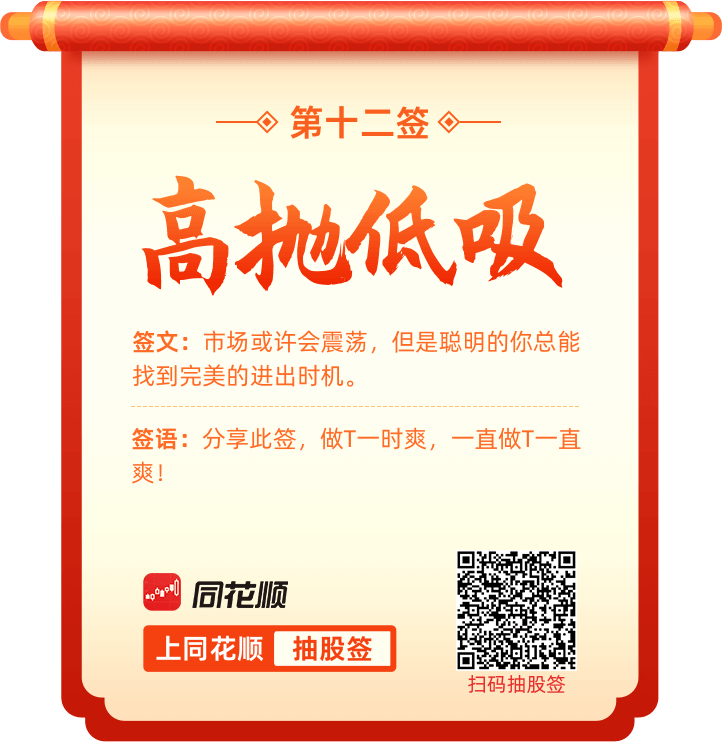 第十二签
高抛低吸
签文：市场或许会震荡，但是聪明的你总能
找到完美的进出时机。
签语：分享此签，做T一时爽，一直做T一直
爽！
同花顺
上同花顺 抽股签
扫码抽股签